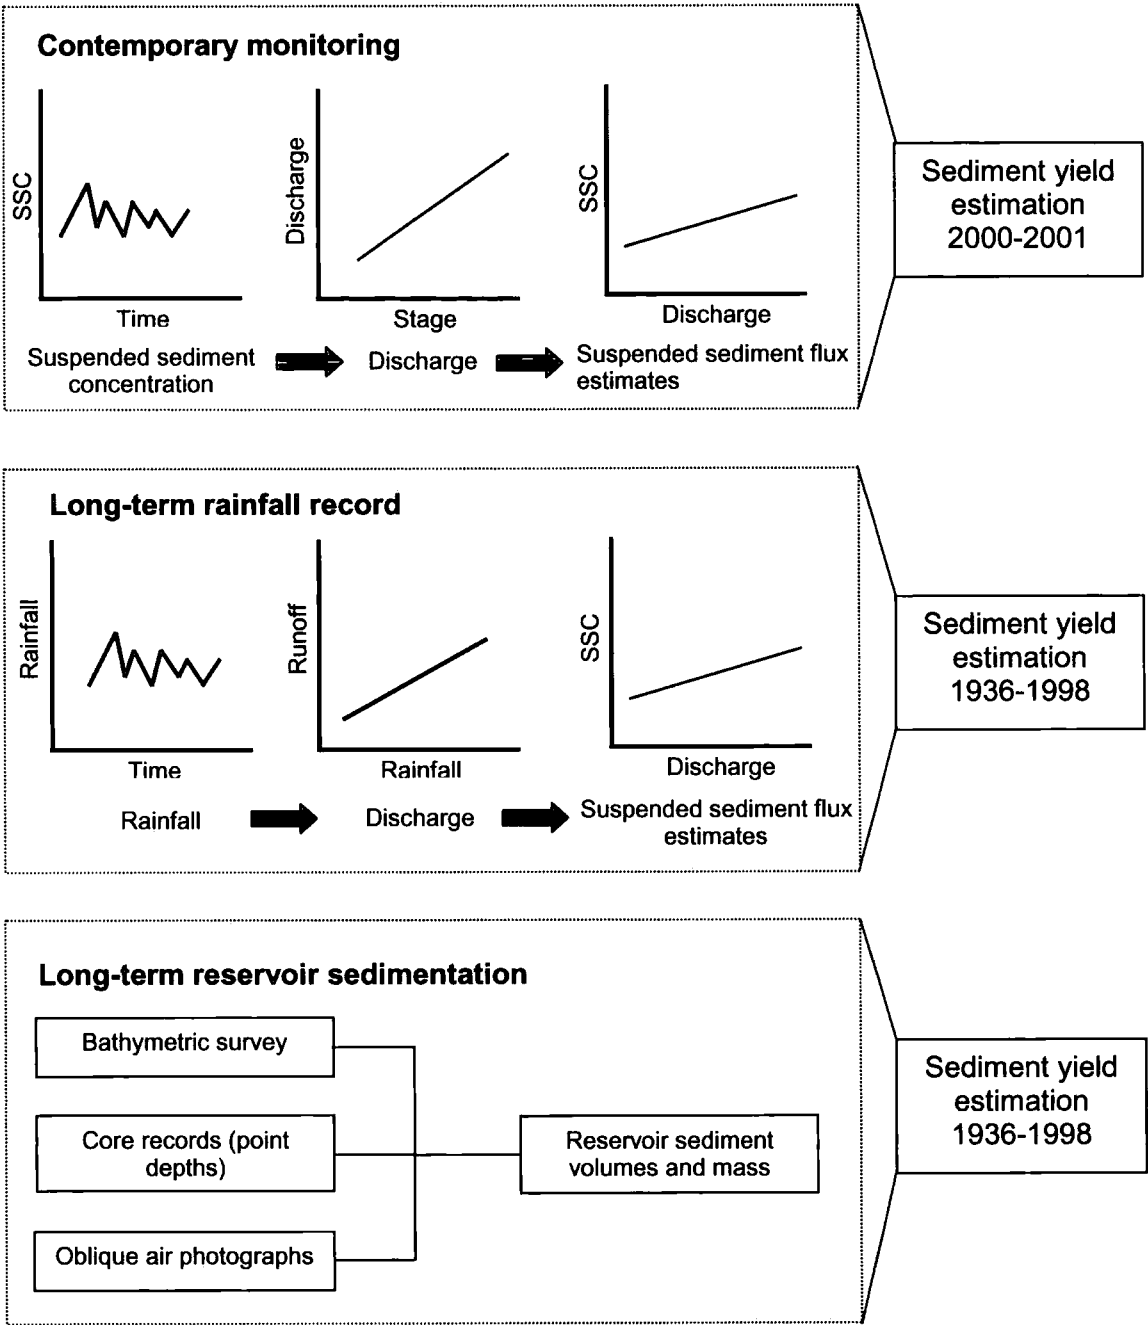 Contemporary monitoring
SSC
Time
Discharge
Stage
SSC
Discharge
Suspended sediment
concentration
Discharge
Suspended sediment flux
estimates
Sediment yield
estimation
2000-2001
Long-term rainfall record
Rainfall
Time
Runoff
Rainfall
SSC
Discharge
Rainfall
Discharge
Suspended sediment flux
estimates
Sediment yield
estimation
1936-1998
Long-term reservoir sedimentation
Bathymetric survey
Core records (point
depths)
Oblique air photographs
Reservoir sediment
volumes and mass
Sediment yield
estimation
1936-1998